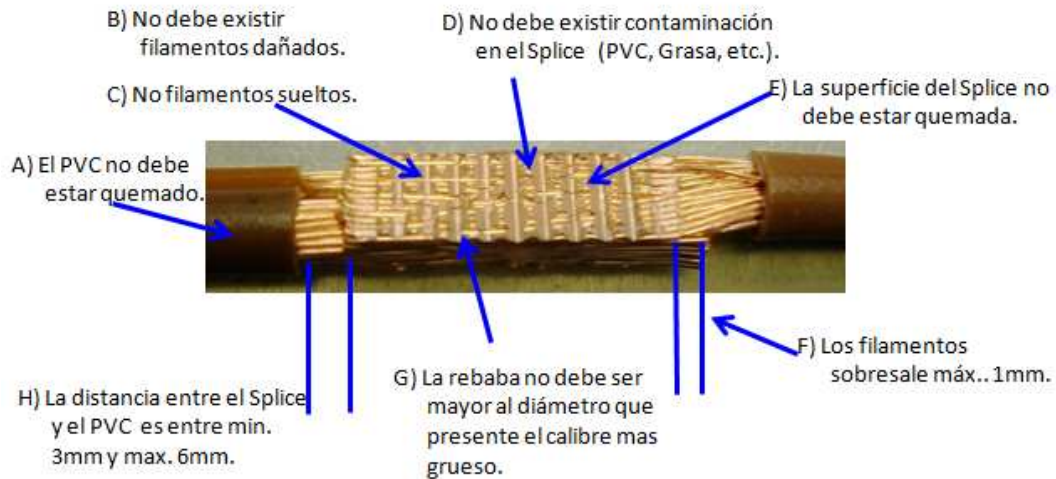 B) No debe existir
filamentos dañados.
D) No debe existir contaminación
en el Splice (PVC, Grasa, etc.).
C) No filamentos sueltos.
E) La superficie del Splice no
debe estar quemada.
A) El PVC no debe
estar quemado.
F) Los filamentos
sobresale máx.. 1mm.
G) La rebaba no debe ser
mayor al diámetro que
presente el calibre mas
grueso.
H) La distancia entre el Splice
y el PVC es entre min.
3mm y max. 6mm.